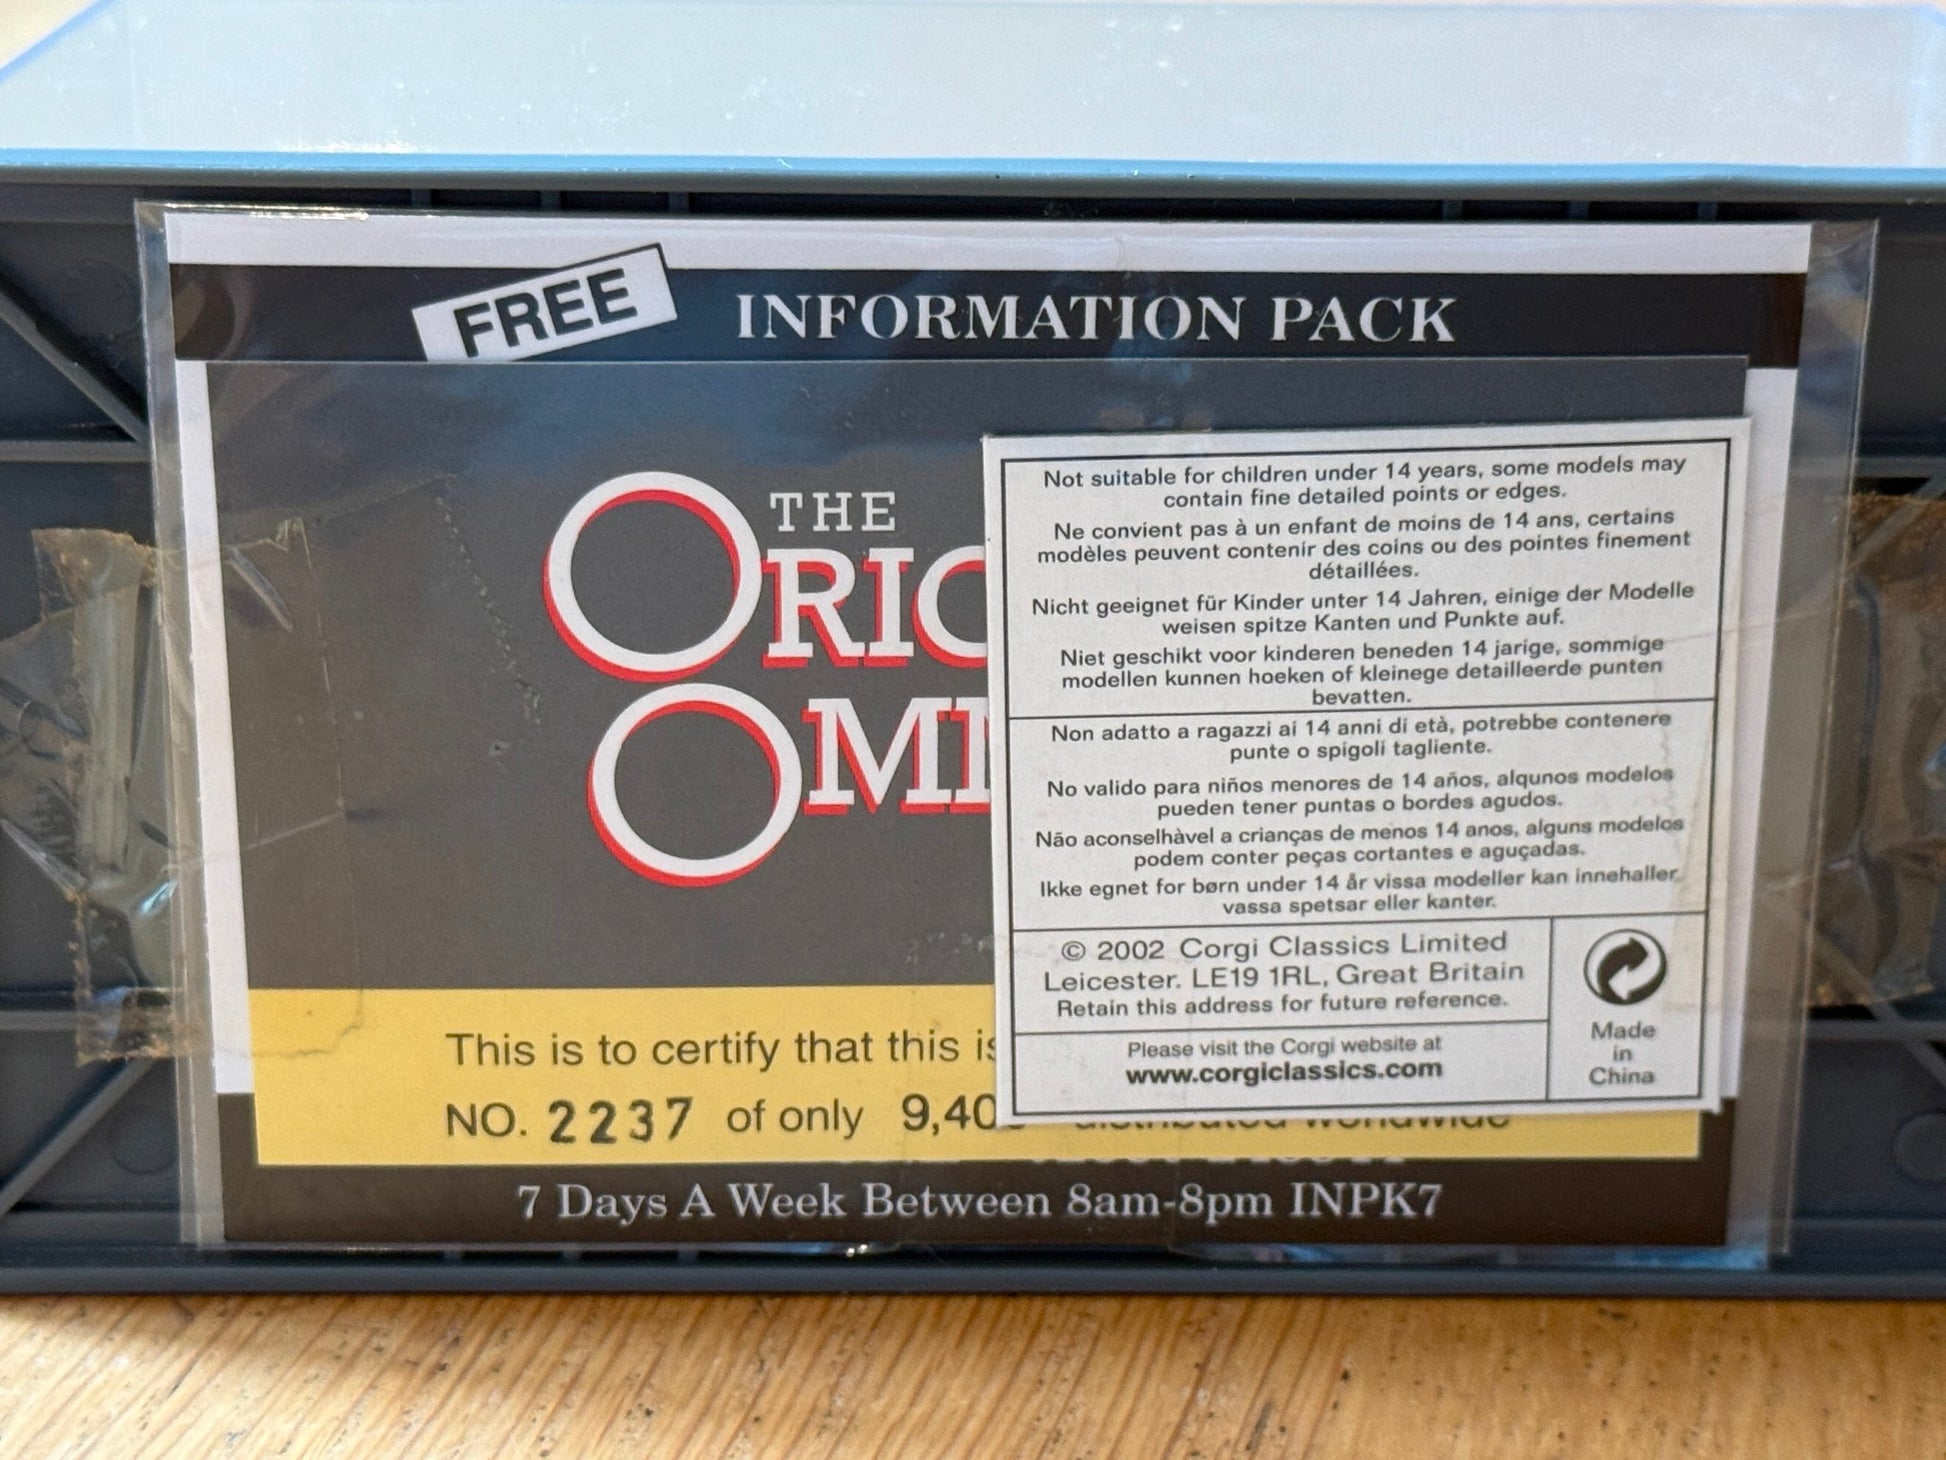 FREE
INFORMATION PACK
THE
ORIG
OMN
This is to certify that this is
NO. 2237 of only 9,40
distributed worldwide
7 Days A Week Between 8am-8pm INPK7
Not suitable for children under 14 years, some models may
contain fine detailed points or edges.
Ne convient pas à un enfant de moins de 14 ans, certains
modèles peuvent contenir des coins ou des pointes finement
détaillées.
Nicht geeignet für Kinder unter 14 Jahren, einige der Modelle
weisen spitze Kanten und Punkte auf.
Niet geschikt voor kinderen beneden 14 jarige, sommige
modellen kunnen hoeken of kleinege detailleerde punten
bevatten.
Non adatto a ragazzi ai 14 anni di età, potrebbe contenere
punte o spigoli tagliente.
No valido para niños menores de 14 años, alqunos modelos
pueden tener puntas o bordes agudos.
Não aconselhàvel a crianças de menos 14 anos, alguns modelos
podem conter peças cortantes e aguçadas.
Ikke egnet for børn under 14 år vissa modeller kan innehaller,
vassa spetsar eller kanter.
© 2002 Corgi Classics Limited
Leicester. LE19 1RL, Great Britain
Retain this address for future reference.
Please visit the Corgi website at
www.corgiclassics.com
Made
in
China